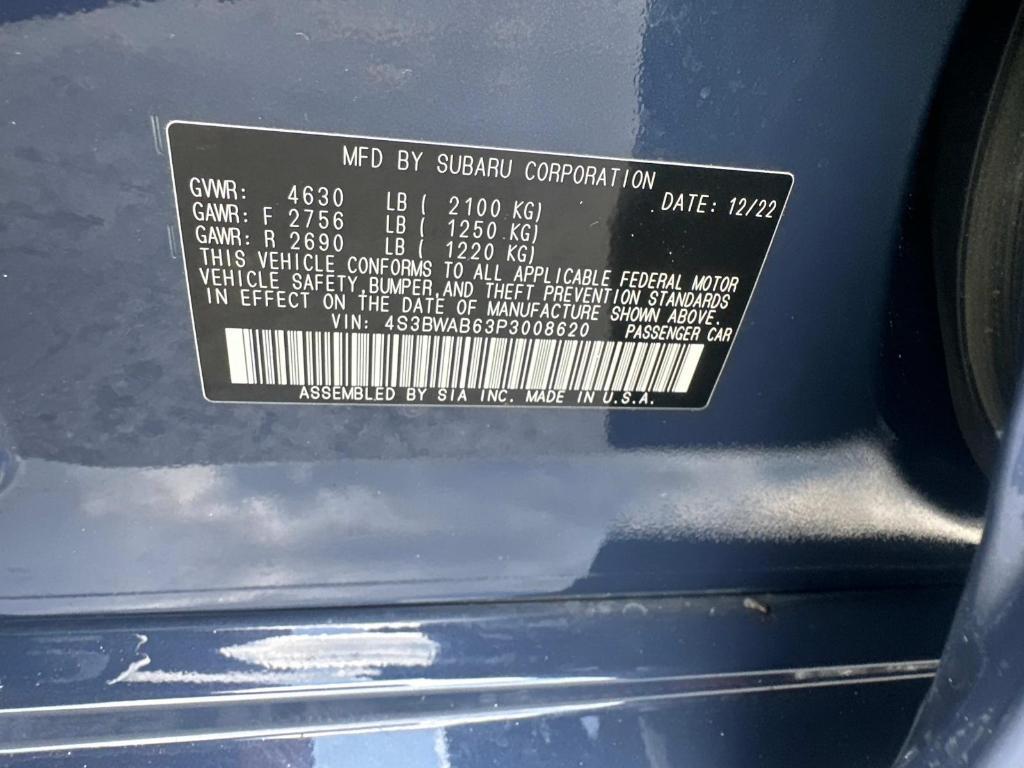 MFD BY SUBARU CORPORATION
GVWR: 4630 LB ( 2100 KG) DATE: 12/22
GAWR: F 2756 LB ( 1250 KG)
GAWR: R 2690 LB ( 1220 KG)
THIS VEHICLE CONFORMS TO ALL APPLICABLE FEDERAL MOTOR
VEHICLE SAFETY, BUMPER, AND THEFT PREVENTION STANDARDS
IN EFFECT ON THE DATE OF MANUFACTURE SHOWN ABOVE.
VIN: 4S3BWAB63P3008620 PASSENGER CAR
ASSEMBLED BY SIA INC. MADE IN U.S.A.